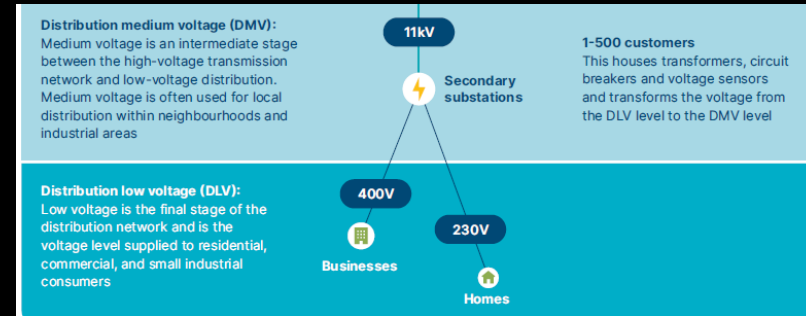 Distribution medium voltage (DMV):
Medium voltage is an intermediate stage
between the high-voltage transmission
network and low-voltage distribution.
Medium voltage is often used for local
distribution within neighbourhoods and
industrial areas
11kV
Secondary
substations
1-500 customers
This houses transformers, circuit
breakers and voltage sensors
and transforms the voltage from
the DLV level to the DMV level
Distribution low voltage (DLV):
Low voltage is the final stage of the
distribution network and is the
voltage level supplied to residential,
commercial, and small industrial
consumers
400V
Businesses
230V
Homes